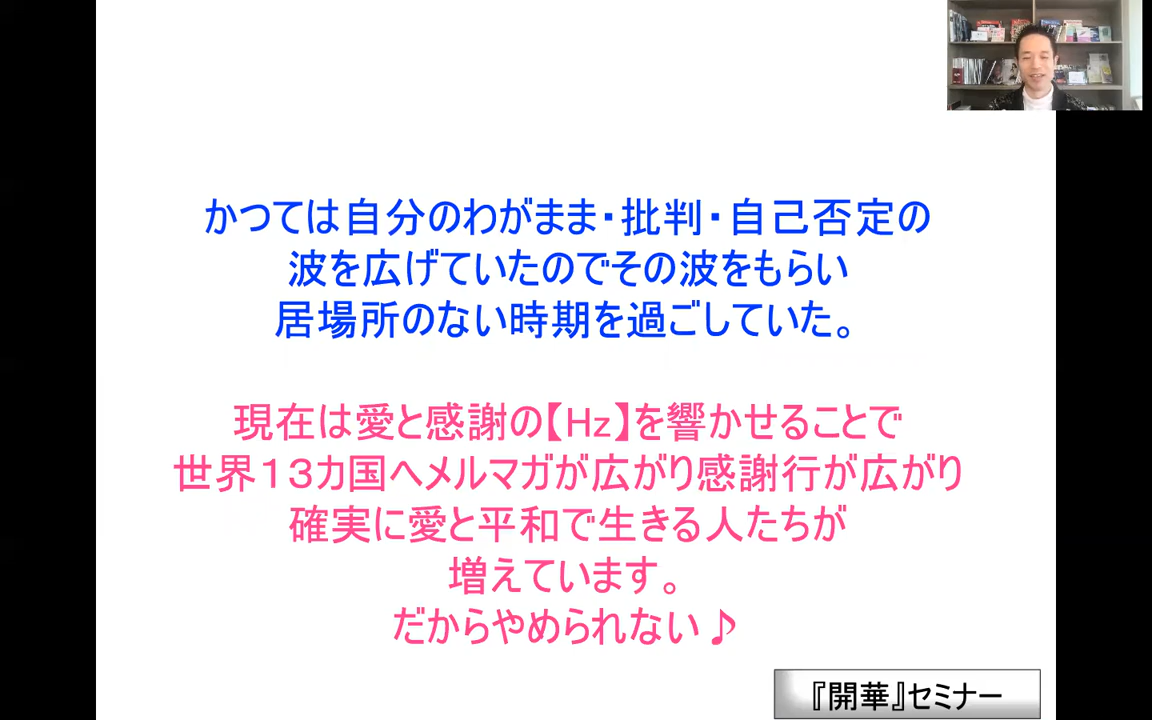 かつては自分のわがまま・批判・自己否定の
波を広げていたのでその波をもらい
居場所のない時期を過ごしていた。
現在は愛と感謝の【Hz】を響かせることで
世界１３カ国へメルマガが広がり感謝行が広がり
確実に愛と平和で生きる人たちが
増えています。
だからやめられない♪
『開華』セミナー